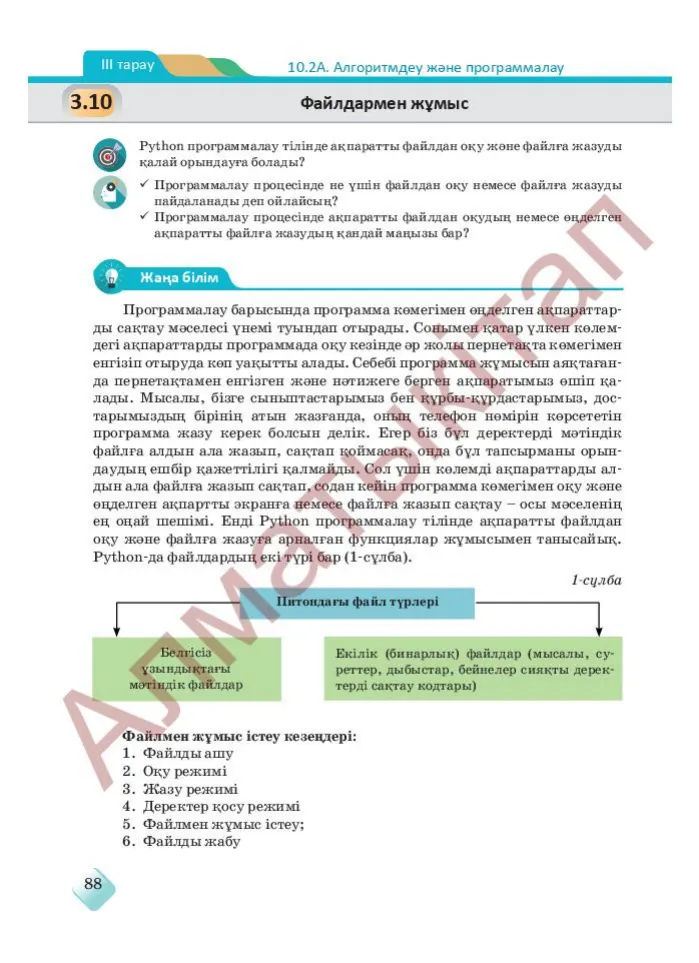 III тарау
10.2А. Алгоритмдеу және программалау
3.10
Файлдармен жұмыс
Python программалау тілінде ақпаратты файлдан оқу және файлға жазуды
қалай орындауға болады?
✓ Программалау процесінде не үшін файлдан оқу немесе файлға жазуды
пайдаланады деп ойлайсың?
✓ Программалау процесінде ақпаратты файлдан оқудың немесе өңделген
ақпаратты файлға жазудың қандай маңызы бар?
Жаңа білім
Программалау барысында программа көмегімен өңделген ақпараттар-
ды сақтау мәселесі үнемі туындап отырады. Сонымен қатар үлкен көлем-
дегі ақпараттарды программада оқу кезінде әр жолы пернетақта көмегімен
енгізіп отыруда көп уақытты алады. Себебі программа жұмысын аяқтаған-
да пернетақтамен енгізген және нәтижеге берген ақпаратымыз өшіп қа-
лады. Мысалы, бізге сыныптастарымыз бен құрбы-құрдастарымыз, дос-
тарымыздың бірінің атын жазғанда, оның телефон нөмірін көрсететін
программа жазу керек болсын делік. Егер біз бұл деректерді мәтіндік
файлға алдын ала жазып, сақтап қоймасақ, онда бұл тапсырманы орын-
даудың ешбір қажеттілігі қалмайды. Сол үшін көлемді ақпараттарды ал-
дын ала файлға жазып сақтап, содан кейін программа көмегімен оқу және
өңделген ақпартты экранға немесе файлға жазып сақтау – осы мәселенің
ең оңай шешімі. Енді Python программалау тілінде ақпаратты файлдан
оқу және файлға жазуға арналған функциялар жұмысымен танысайық.
Python-да файлдардың екі түрі бар (1-сұлба).
1-сұлба
Питондағы файл түрлері
Белгісіз
ұзындықтағы
мәтіндік файлдар
Екілік (бинарлық) файлдар (мысалы, су-
реттер, дыбыстар, бейнелер сияқты дерек-
терді сақтау кодтары)
Файлмен жұмыс істеу кезеңдері:
1. Файлды ашу
2. Оқу режимі
3. Жазу режимі
4. Деректер қосу режимі
5. Файлмен жұмыс істеу;
6. Файлды жабу
88
Алматыкітап